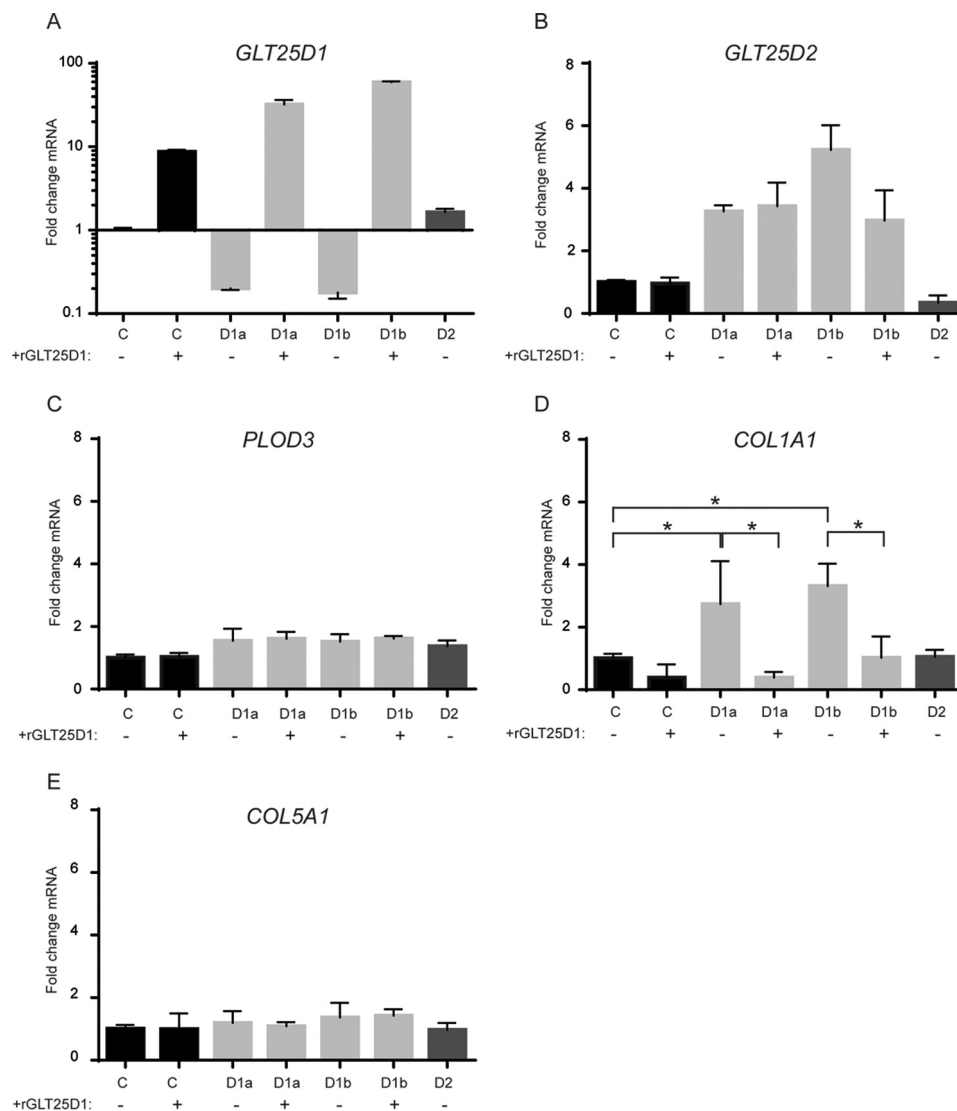 A
GLT25D1
Fold change mRNA
100
10
1
0.1
C C D1a D1a D1b D1b D2
+rGLT25D1: - + - + - + -
B
GLT25D2
Fold change mRNA
8
6
4
2
0
C C D1a D1a D1b D1b D2
+rGLT25D1: - + - + - + -
C
PLOD3
Fold change mRNA
8
6
4
2
0
C C D1a D1a D1b D1b D2
+rGLT25D1: - + - + - + -
D
COL1A1
Fold change mRNA
8
6
4
2
0
*
* *
*
C C D1a D1a D1b D1b D2
+rGLT25D1: - + - + - + -
E
COL5A1
Fold change mRNA
8
6
4
2
0
C C D1a D1a D1b D1b D2
+rGLT25D1: - + - + - + -